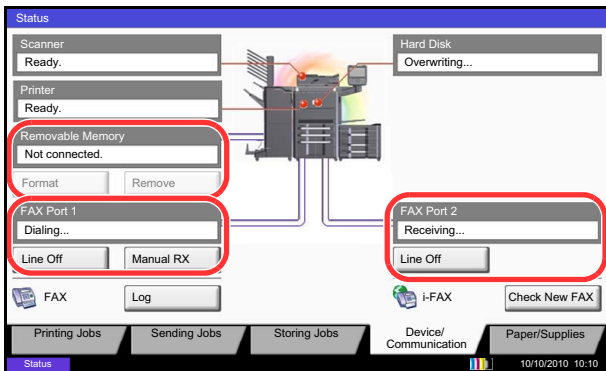 Status
Scanner
Ready.
Hard Disk
Overwriting...
Printer
Ready.
Removable Memory
Not connected.
Format
Remove
FAX Port 1
Dialing...
Line Off
Manual RX
FAX Port 2
Receiving...
Line Off
FAX
Log
i-FAX
Check New FAX
Printing Jobs
Sending Jobs
Storing Jobs
Device/
Communication
Paper/Supplies
Status
10/10/2010 10:10